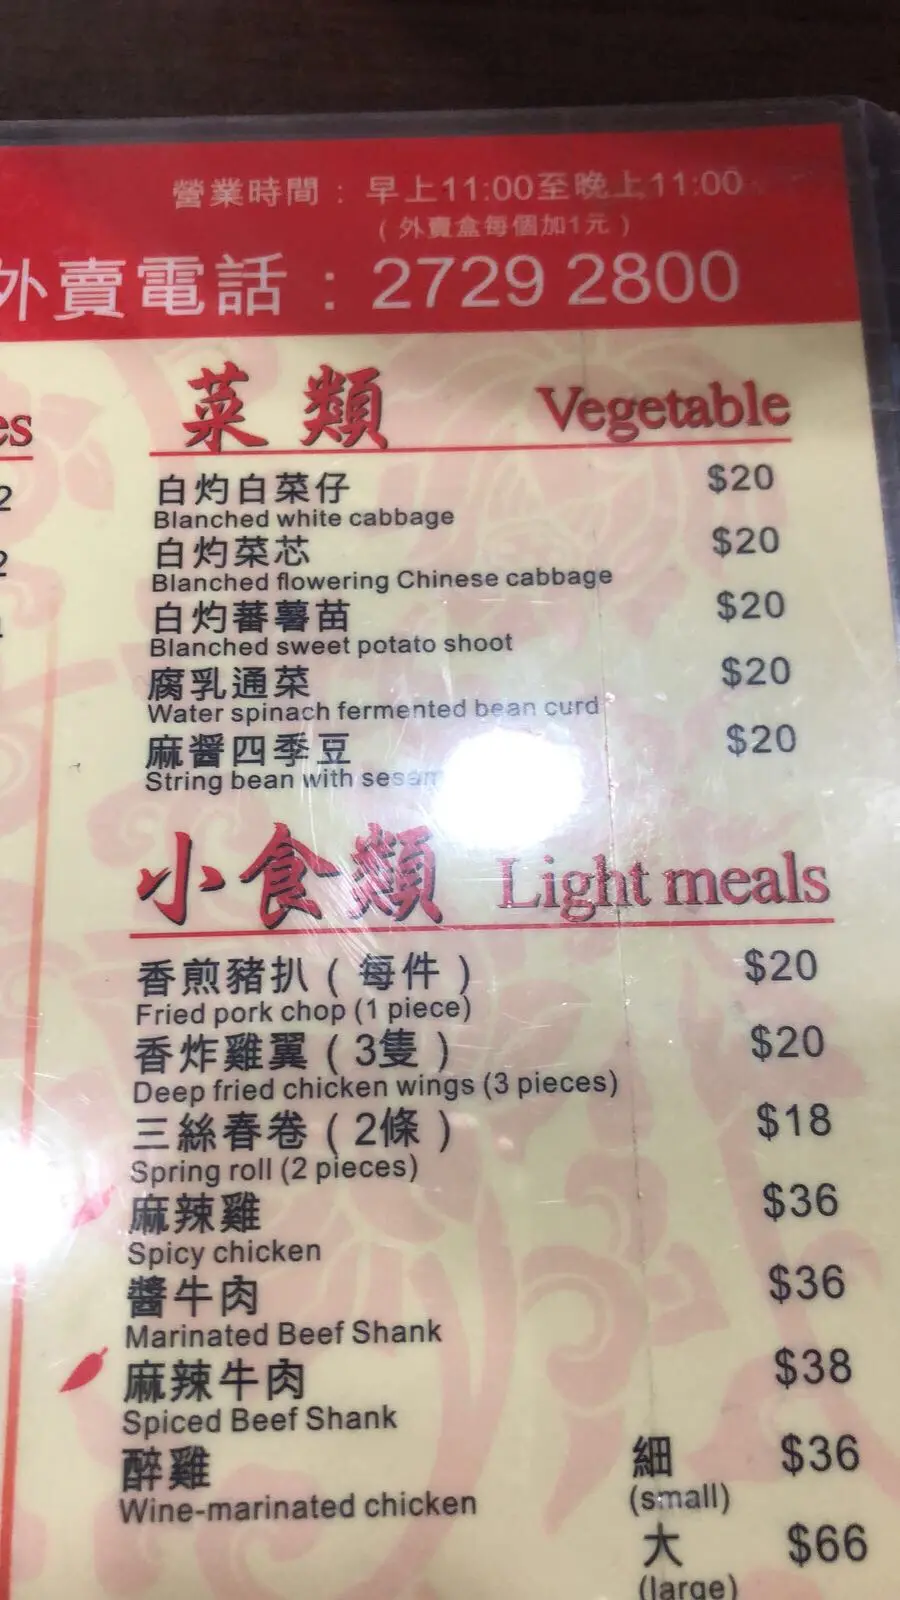 營業時間：早上11:00至晚上11:00
（外賣盒每個加1元）
外賣電話：2729 2800
es
菜類 Vegetable
2
白灼白菜仔 $20
Blanched white cabbage
白灼菜芯 $20
Blanched flowering Chinese cabbage
2
白灼蕃薯苗 $20
Blanched sweet potato shoot
腐乳通菜 $20
Water spinach fermented bean curd
麻醬四季豆 $20
String bean with sesam
小食類 Light meals
香煎豬扒（每件） $20
Fried pork chop (1 piece)
香炸雞翼（3隻） $20
Deep fried chicken wings (3 pieces)
三絲春卷（2條） $18
Spring roll (2 pieces)
麻辣雞 $36
Spicy chicken
醬牛肉 $36
Marinated Beef Shank
麻辣牛肉 $38
Spiced Beef Shank
醉雞 細 $36
Wine-marinated chicken (small)
大 $66
(large)